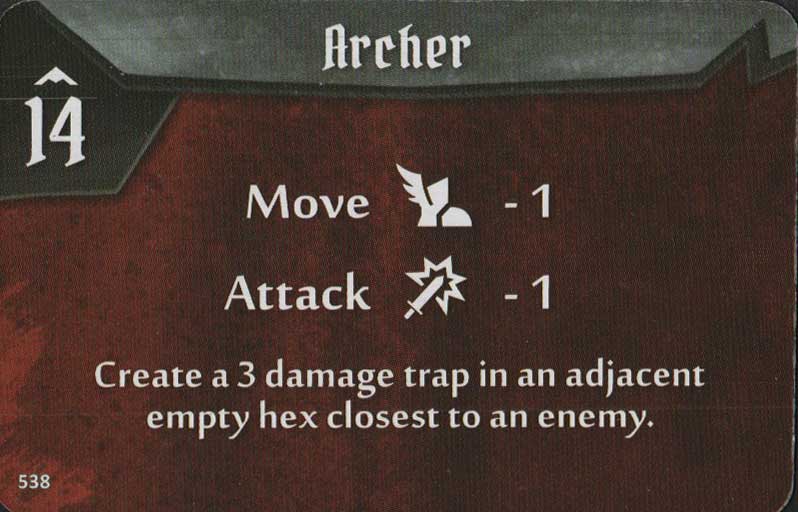 Archer
14
Move - 1
Attack - 1
Create a 3 damage trap in an adjacent
empty hex closest to an enemy.
538